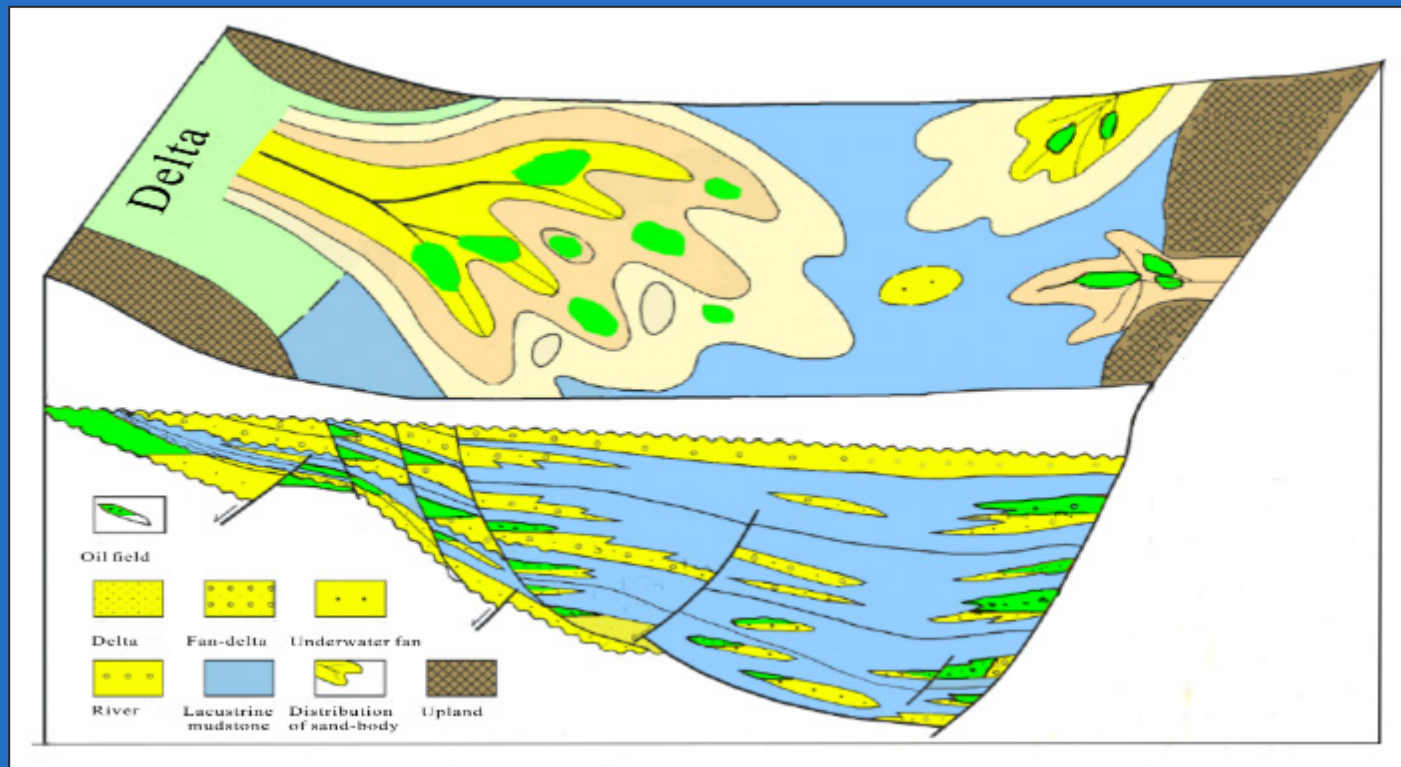 Delta
Oil field
Delta
Fan-delta
Underwater fan
River
Lacustrine
mudstone
Distribution
of sand-body
Upland